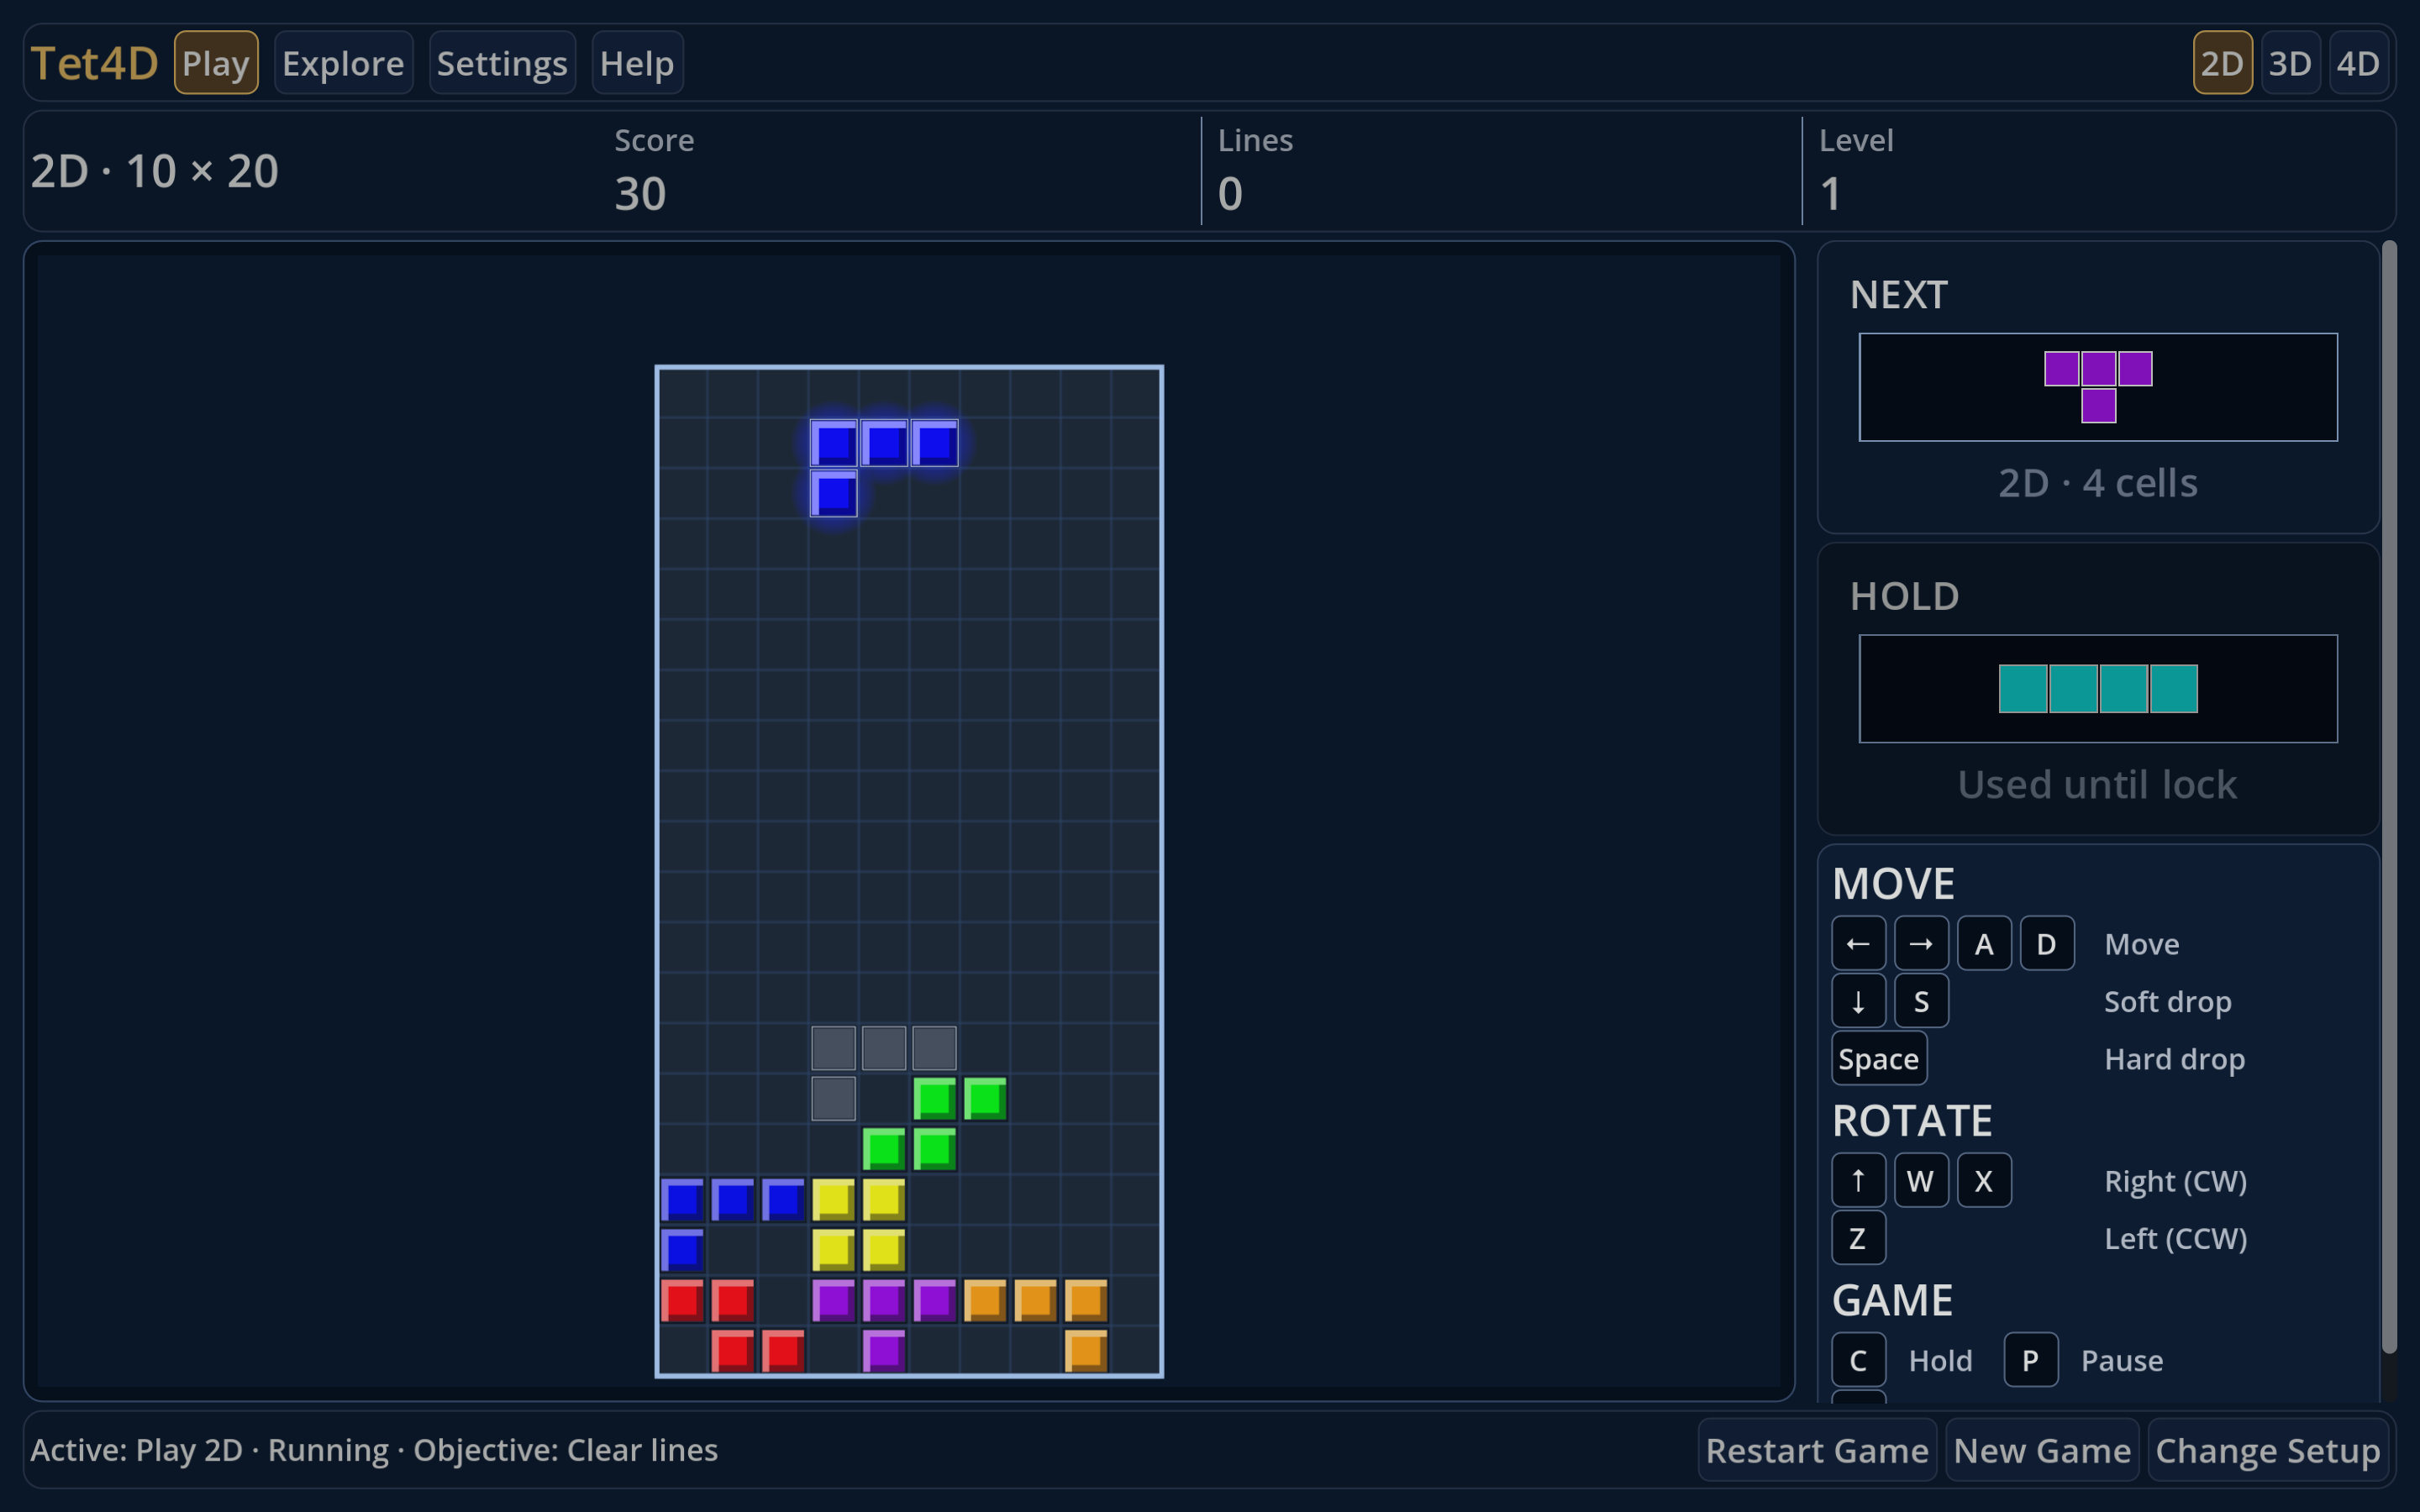 Tet4D Play Explore Settings Help 2D 3D 4D
2D · 10 × 20
Score
30
Lines
0
Level
1
NEXT
2D · 4 cells
HOLD
Used until lock
MOVE
← → A D Move
↓ S Soft drop
Space Hard drop
ROTATE
↑ W X Right (CW)
Z Left (CCW)
GAME
C Hold P Pause
Active: Play 2D · Running · Objective: Clear lines
Restart Game New Game Change Setup